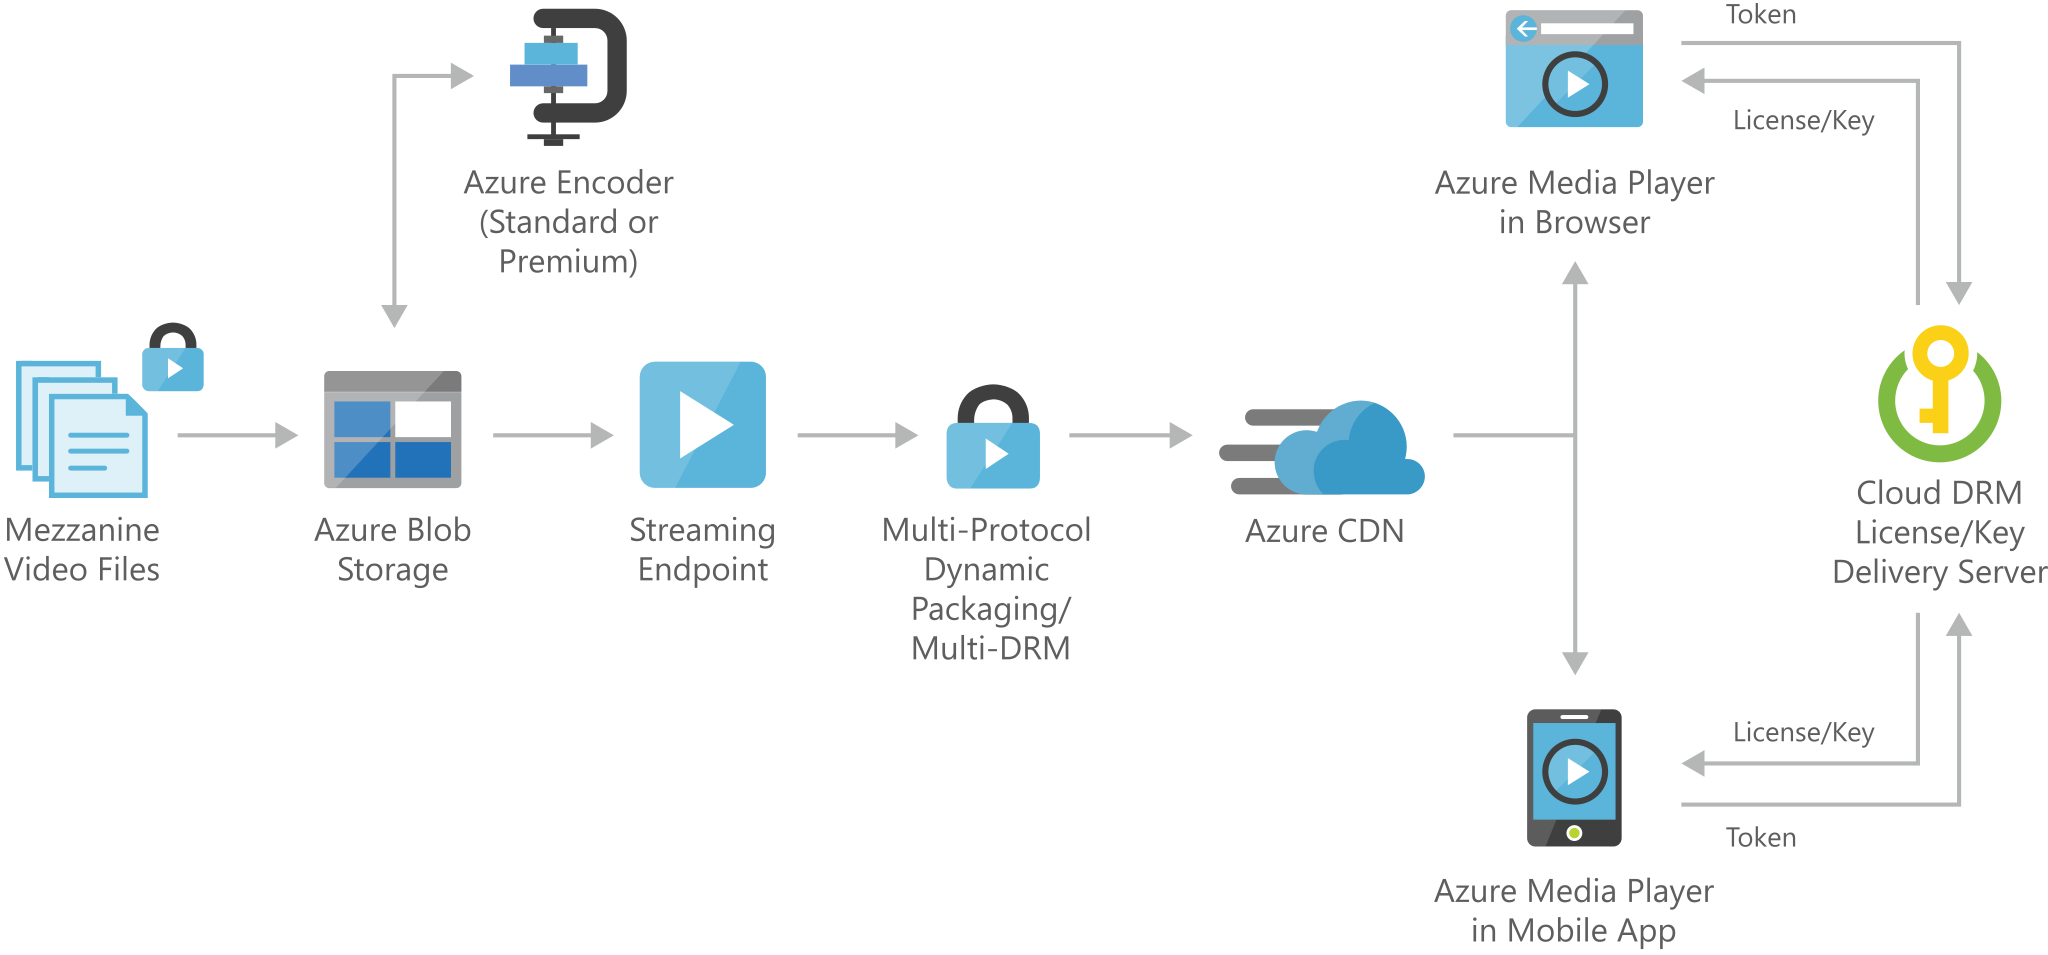 Token
License/Key
Azure Encoder
(Standard or
Premium)
Azure Media Player
in Browser
Mezzanine
Video Files
Azure Blob
Storage
Streaming
Endpoint
Multi-Protocol
Dynamic
Packaging/
Multi-DRM
Azure CDN
Cloud DRM
License/Key
Delivery Server
License/Key
Token
Azure Media Player
in Mobile App